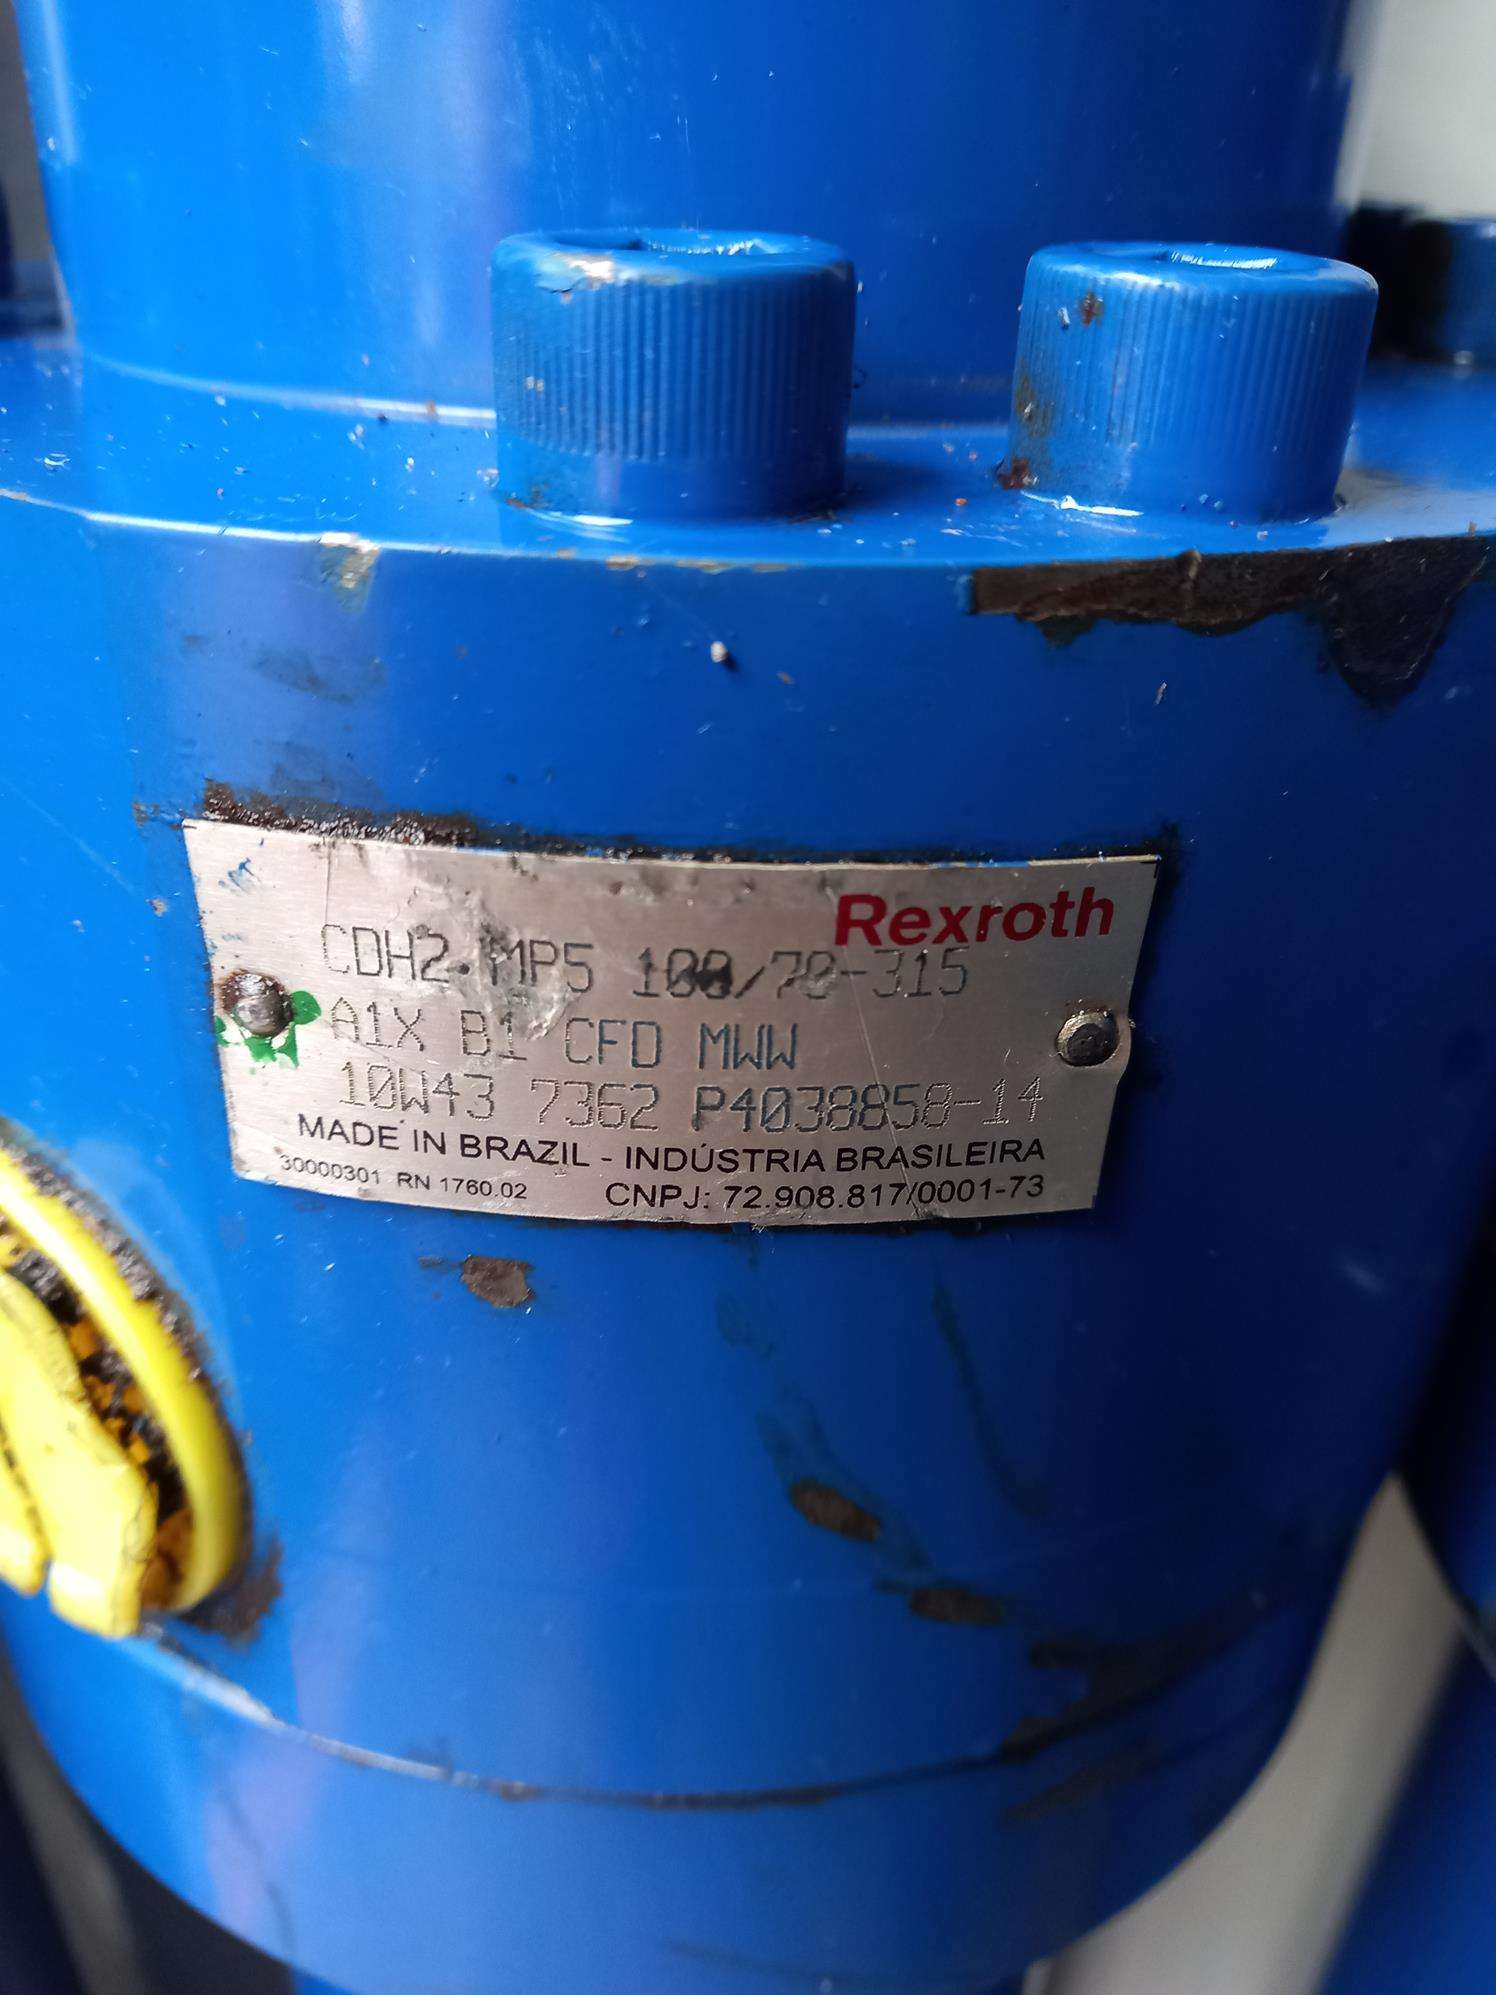 Rexroth
CDH2 MP5 100/70-315
A1X B1 CFD MWW
10W43 7362 P4038858-14
MADE IN BRAZIL - INDÚSTRIA BRASILEIRA
30000301 RN 1760.02 CNPJ: 72.908.817/0001-73